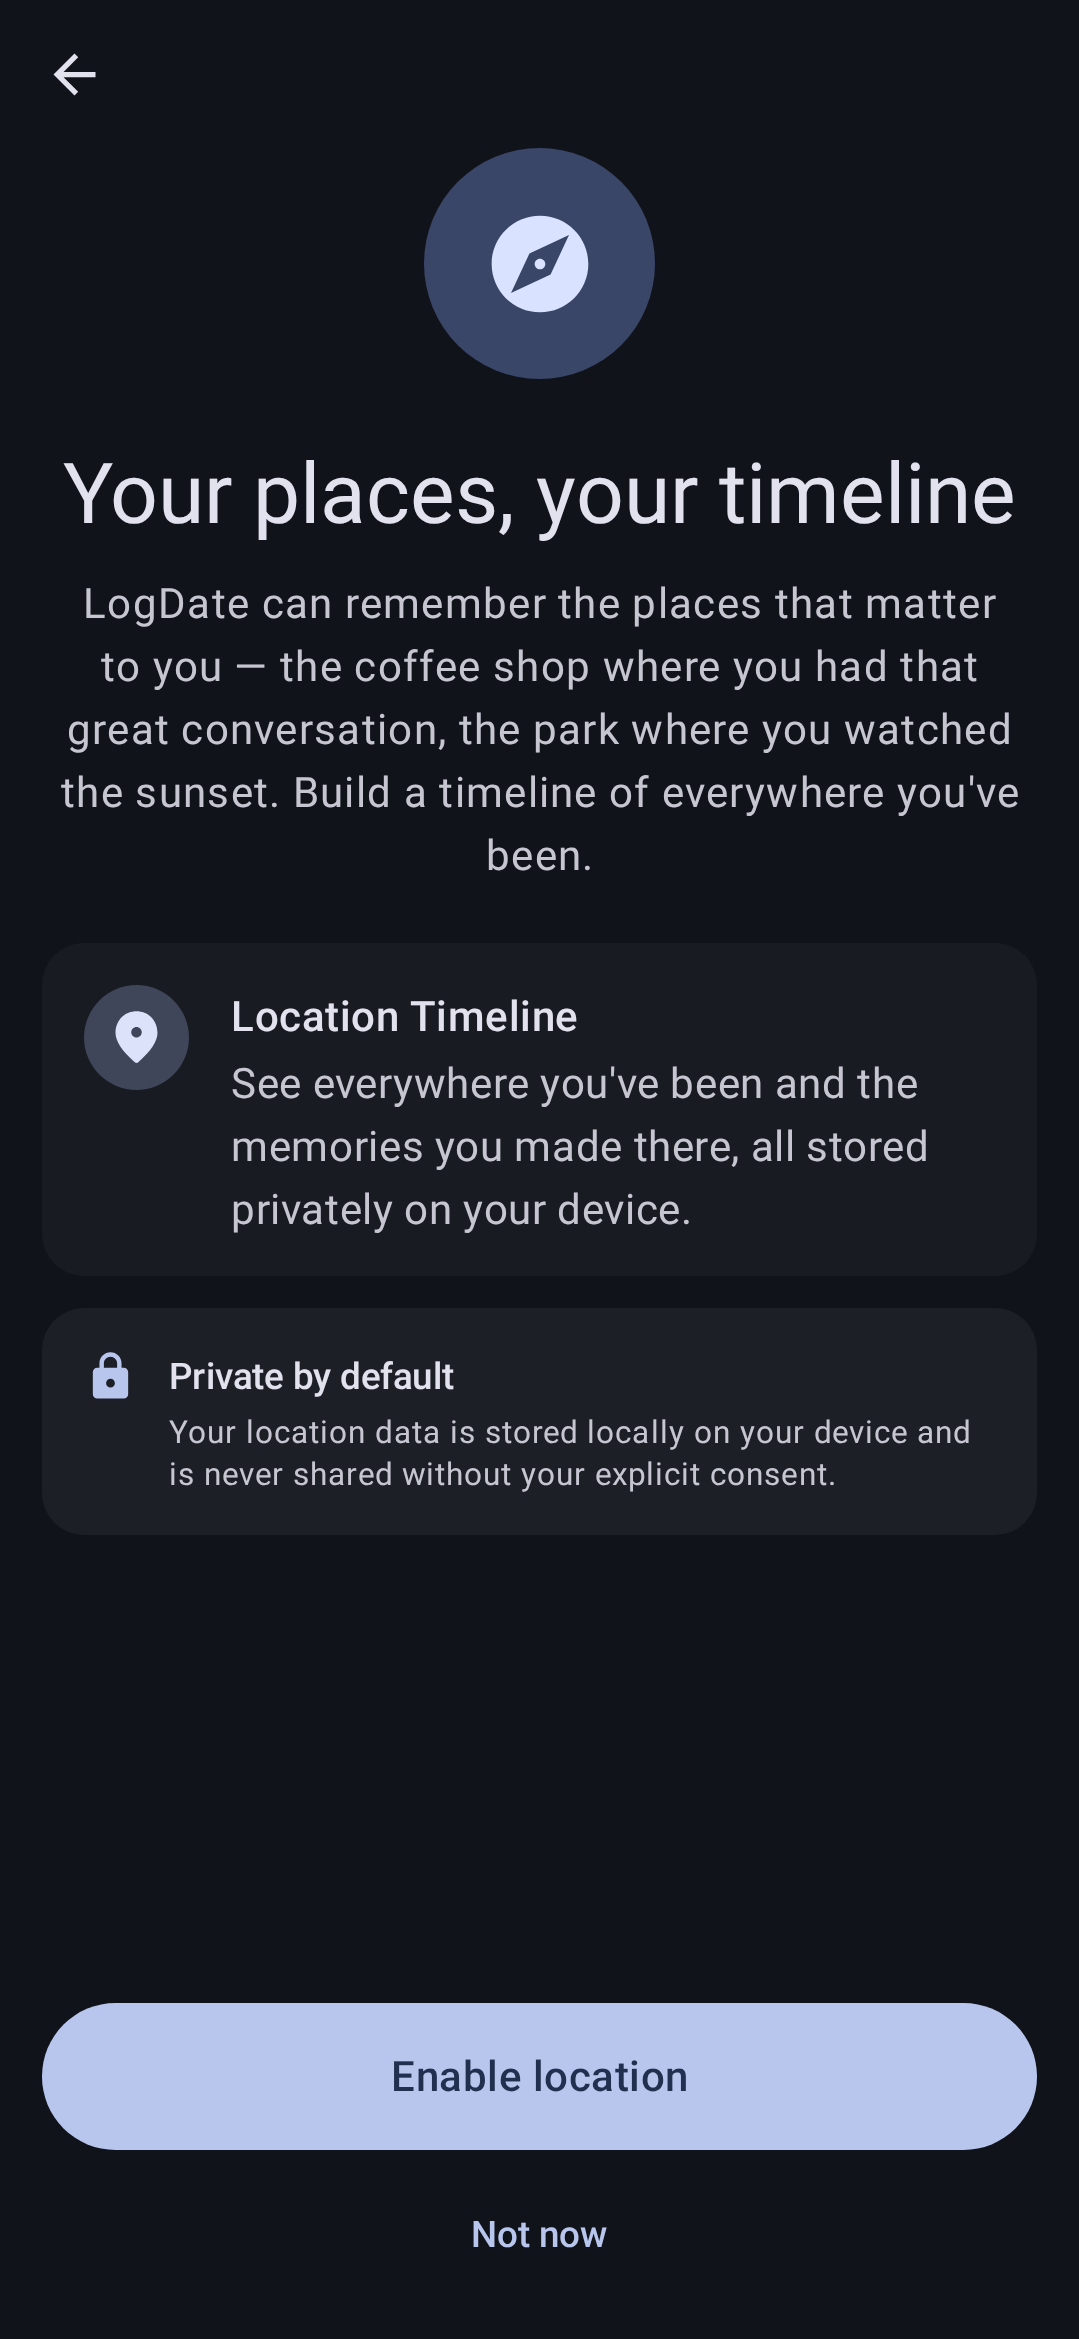 Your places, your timeline
LogDate can remember the places that matter
to you — the coffee shop where you had that
great conversation, the park where you watched
the sunset. Build a timeline of everywhere you've
been.
Location Timeline
See everywhere you've been and the
memories you made there, all stored
privately on your device.
Private by default
Your location data is stored locally on your device and
is never shared without your explicit consent.
Enable location
Not now